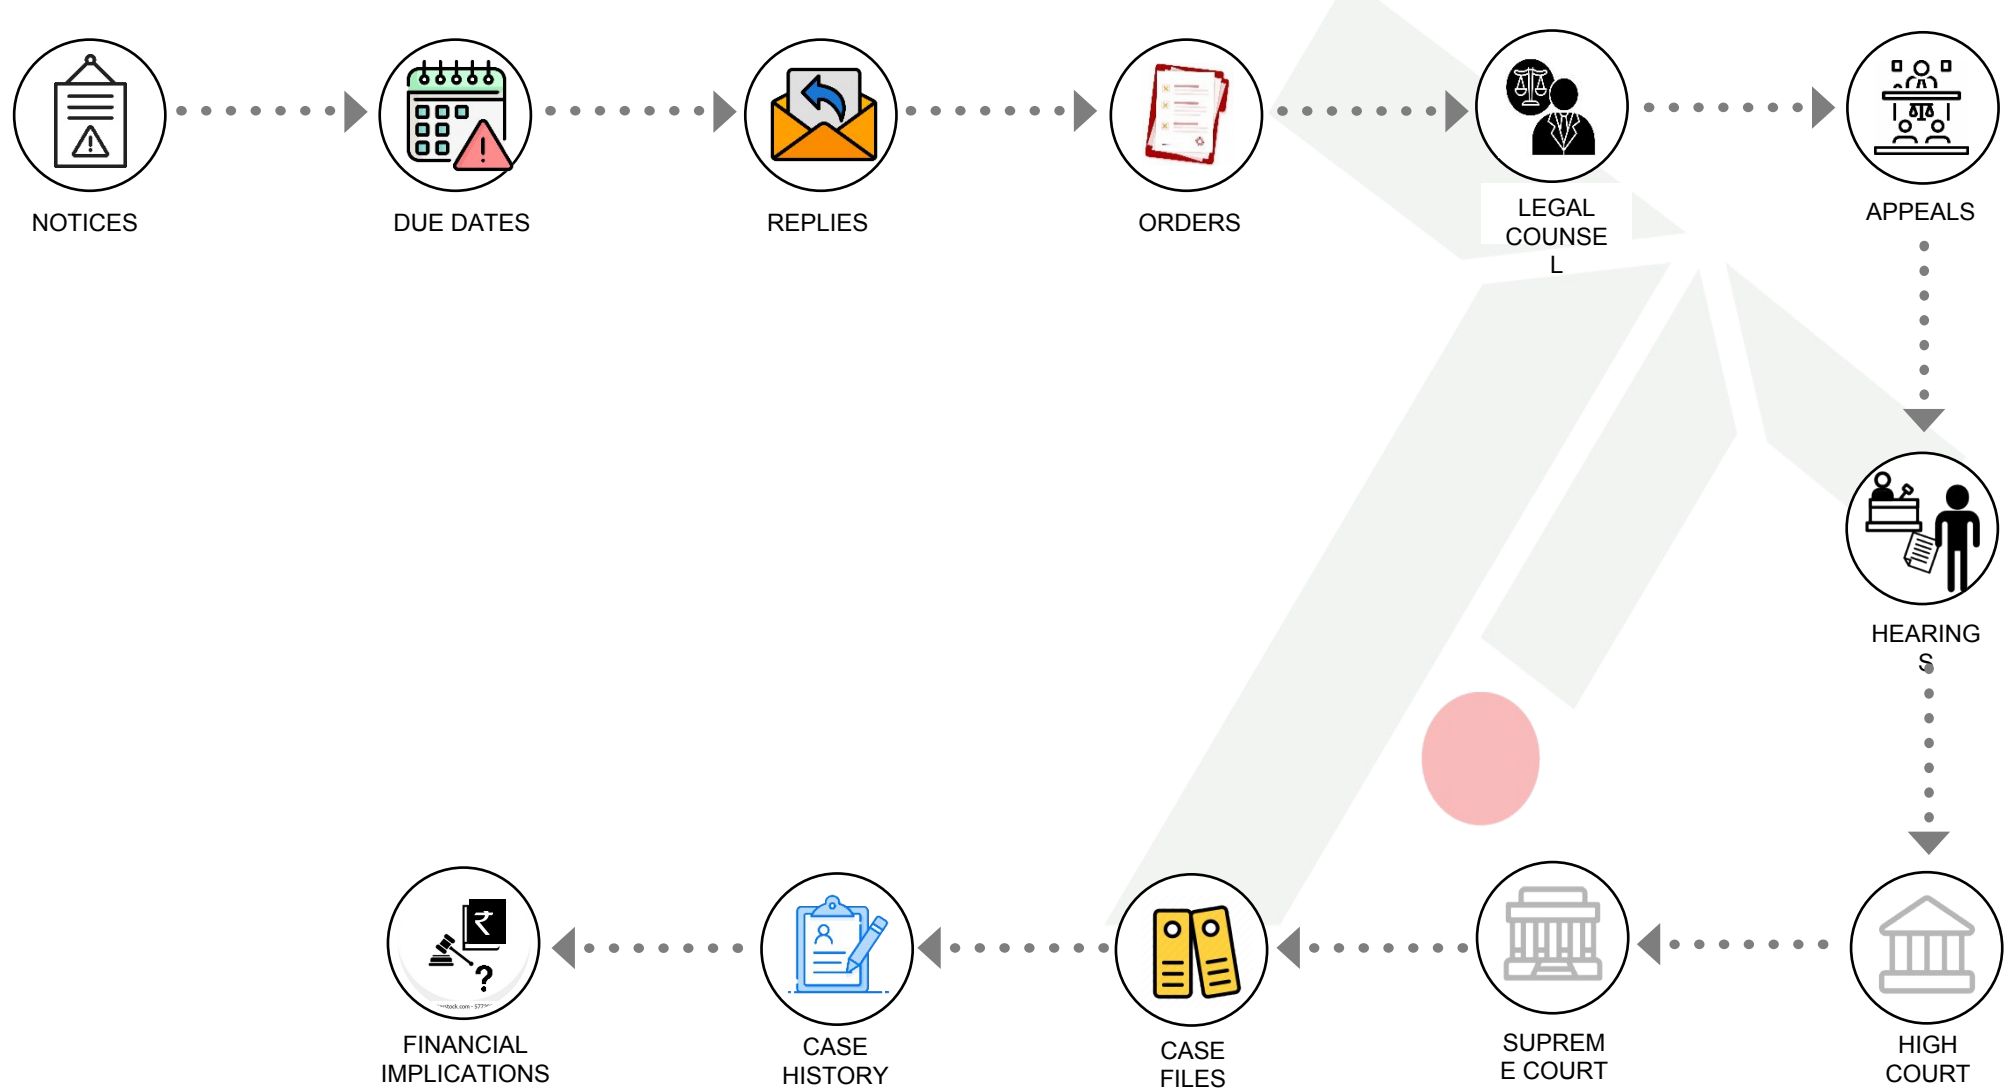 NOTICES
DUE DATES
REPLIES
ORDERS
LEGAL
COUNSE
L
APPEALS
HEARING
S
HIGH
COURT
SUPREM
E COURT
CASE
FILES
CASE
HISTORY
₹
?
FINANCIAL
IMPLICATIONS